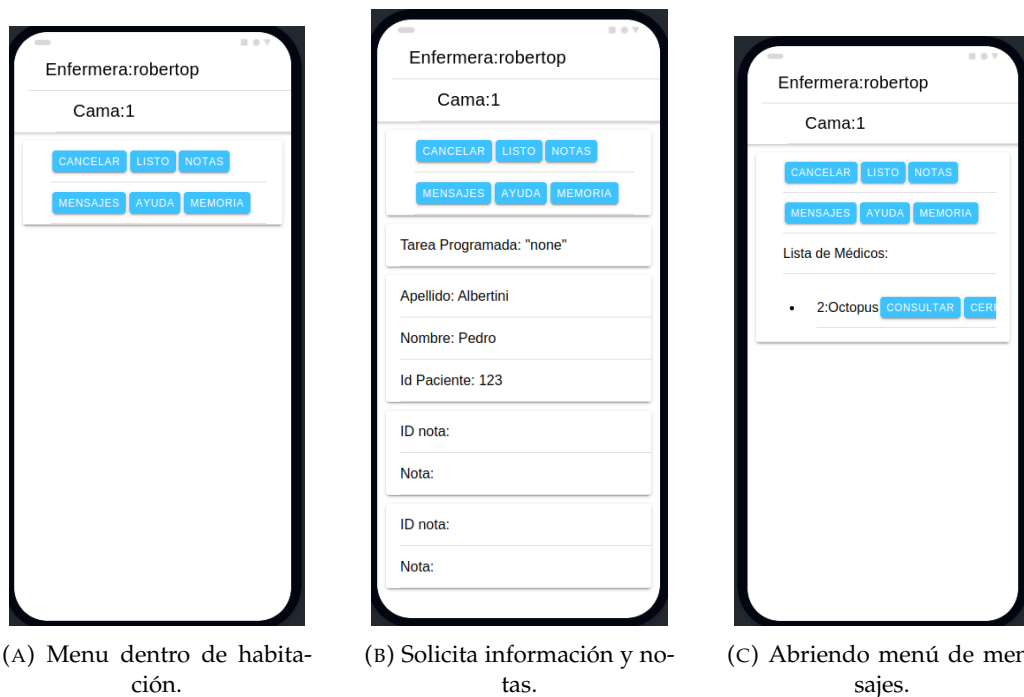 Enfermera:robertop
Cama:1
CANCELAR LISTO NOTAS
MENSAJES AYUDA MEMORIA
(A) Menu dentro de habita-
ción.
Enfermera:robertop
Cama:1
CANCELAR LISTO NOTAS
MENSAJES AYUDA MEMORIA
Tarea Programada: "none"
Apellido: Albertini
Nombre: Pedro
Id Paciente: 123
ID nota:
Nota:
ID nota:
Nota:
(B) Solicita información y no-
tas.
Enfermera:robertop
Cama:1
CANCELAR LISTO NOTAS
MENSAJES AYUDA MEMORIA
Lista de Médicos:
• 2:Octopus CONSULTAR
(C) Abriendo menú de men
sajes.